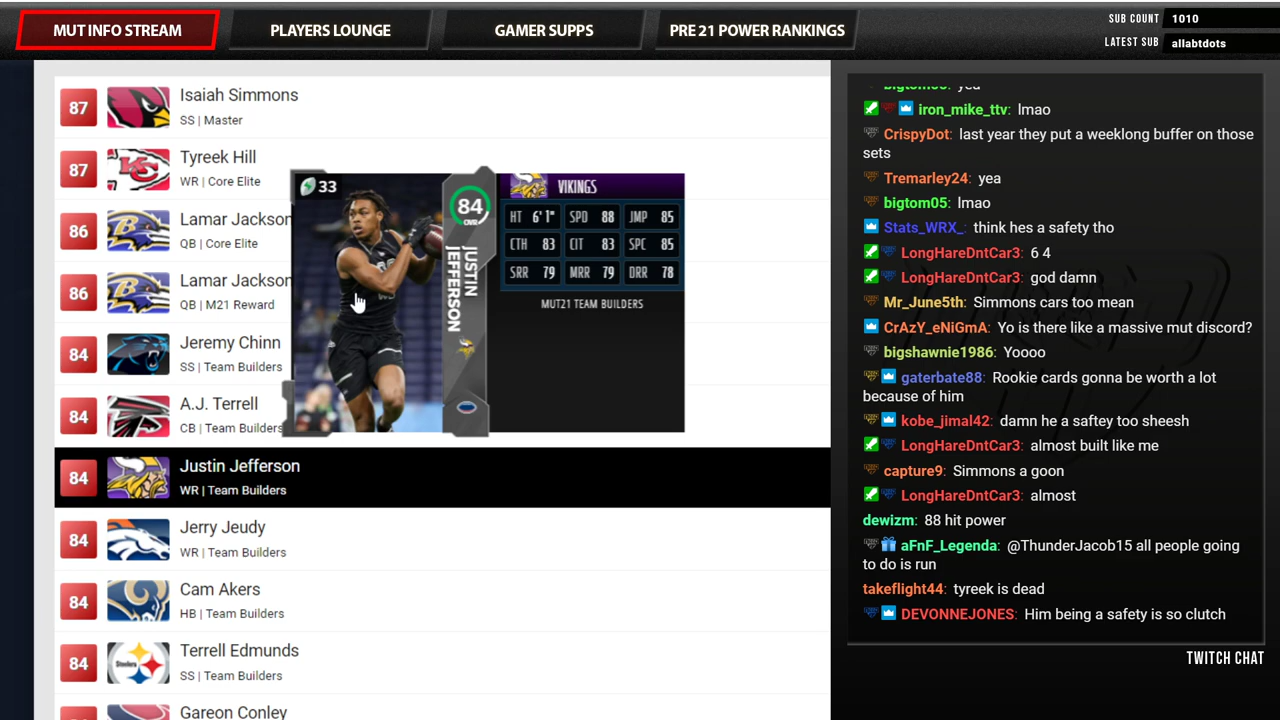 MUT INFO STREAM
PLAYERS LOUNGE
GAMER SUPPS
PRE 21 POWER RANKINGS
SUB COUNT 1010
LATEST SUB allabtdots
87 Isaiah Simmons
SS | Master
87 Tyreek Hill
WR | Core Elite
86 Lamar Jackson
QB | Core Elite
86 Lamar Jackson
QB | M21 Reward
84 Jeremy Chinn
SS | Team Builders
84 A.J. Terrell
CB | Team Builders
84 Justin Jefferson
WR | Team Builders
84 Jerry Jeudy
WR | Team Builders
84 Cam Akers
HB | Team Builders
84 Terrell Edmunds
SS | Team Builders
Gareon Conley
33
84
OVR
JUSTIN
JEFFERSON
VIKINGS
HT 6' 1" SPD 88 JMP 85
CTH 83 CIT 83 SPC 85
SRR 79 MRR 79 DRR 78
MUT21 TEAM BUILDERS
yea
iron_mike_ttv: lmao
CrispyDot: last year they put a weeklong buffer on those
sets
Tremarley24: yea
bigtom05: lmao
Stats_WRX_: think hes a safety tho
LongHareDntCar3: 6 4
LongHareDntCar3: god damn
Mr_June5th: Simmons cars too mean
CrAzY_eNiGmA: Yo is there like a massive mut discord?
bigshawnie1986: Yoooo
gaterbate88: Rookie cards gonna be worth a lot
because of him
kobe_jimal42: damn he a saftey too sheesh
LongHareDntCar3: almost built like me
capture9: Simmons a goon
LongHareDntCar3: almost
dewizm: 88 hit power
aFnF_Legenda: @ThunderJacob15 all people going
to do is run
takeflight44: tyreek is dead
DEVONNEJONES: Him being a safety is so clutch
TWITCH CHAT